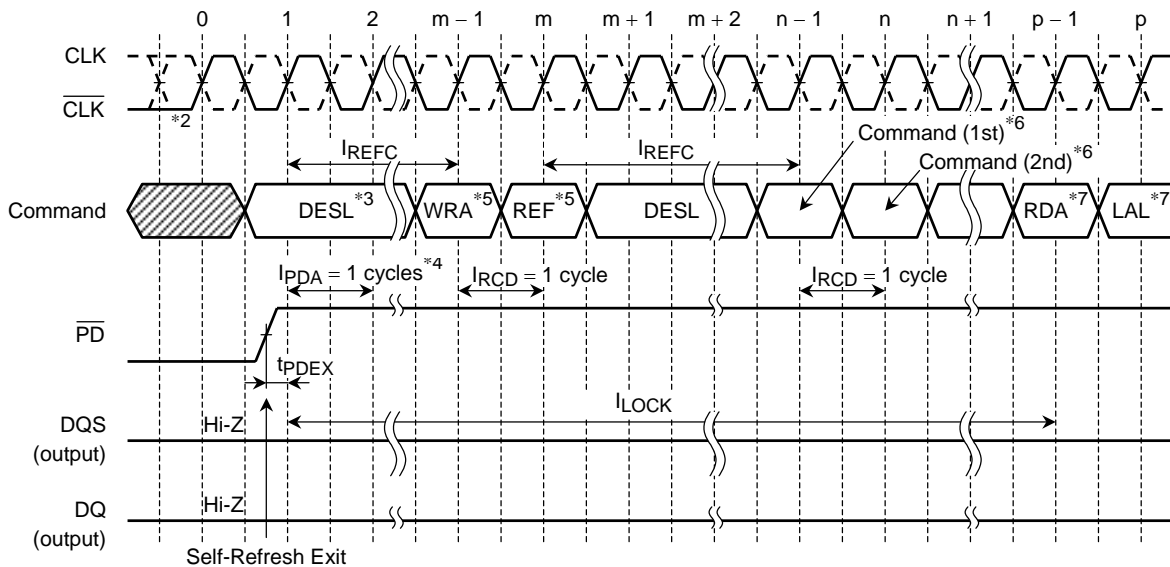 0 1 2 m − 1 m m + 1 m + 2 n - 1 n n + 1 p − 1 p
CLK
CLK
*2
Command (1st)*6
IREFC IREFC
Command (2nd)*6
Command DESL*3 WRA*5 REF*5 DESL RDA*7 LAL*7
IPDA = 1 cycles*4 IRCD = 1 cycle IRCD = 1 cycle
PD
tPDEX
ILOCK
DQS Hi-Z
(output)
DQ Hi-Z
(output)
Self-Refresh Exit